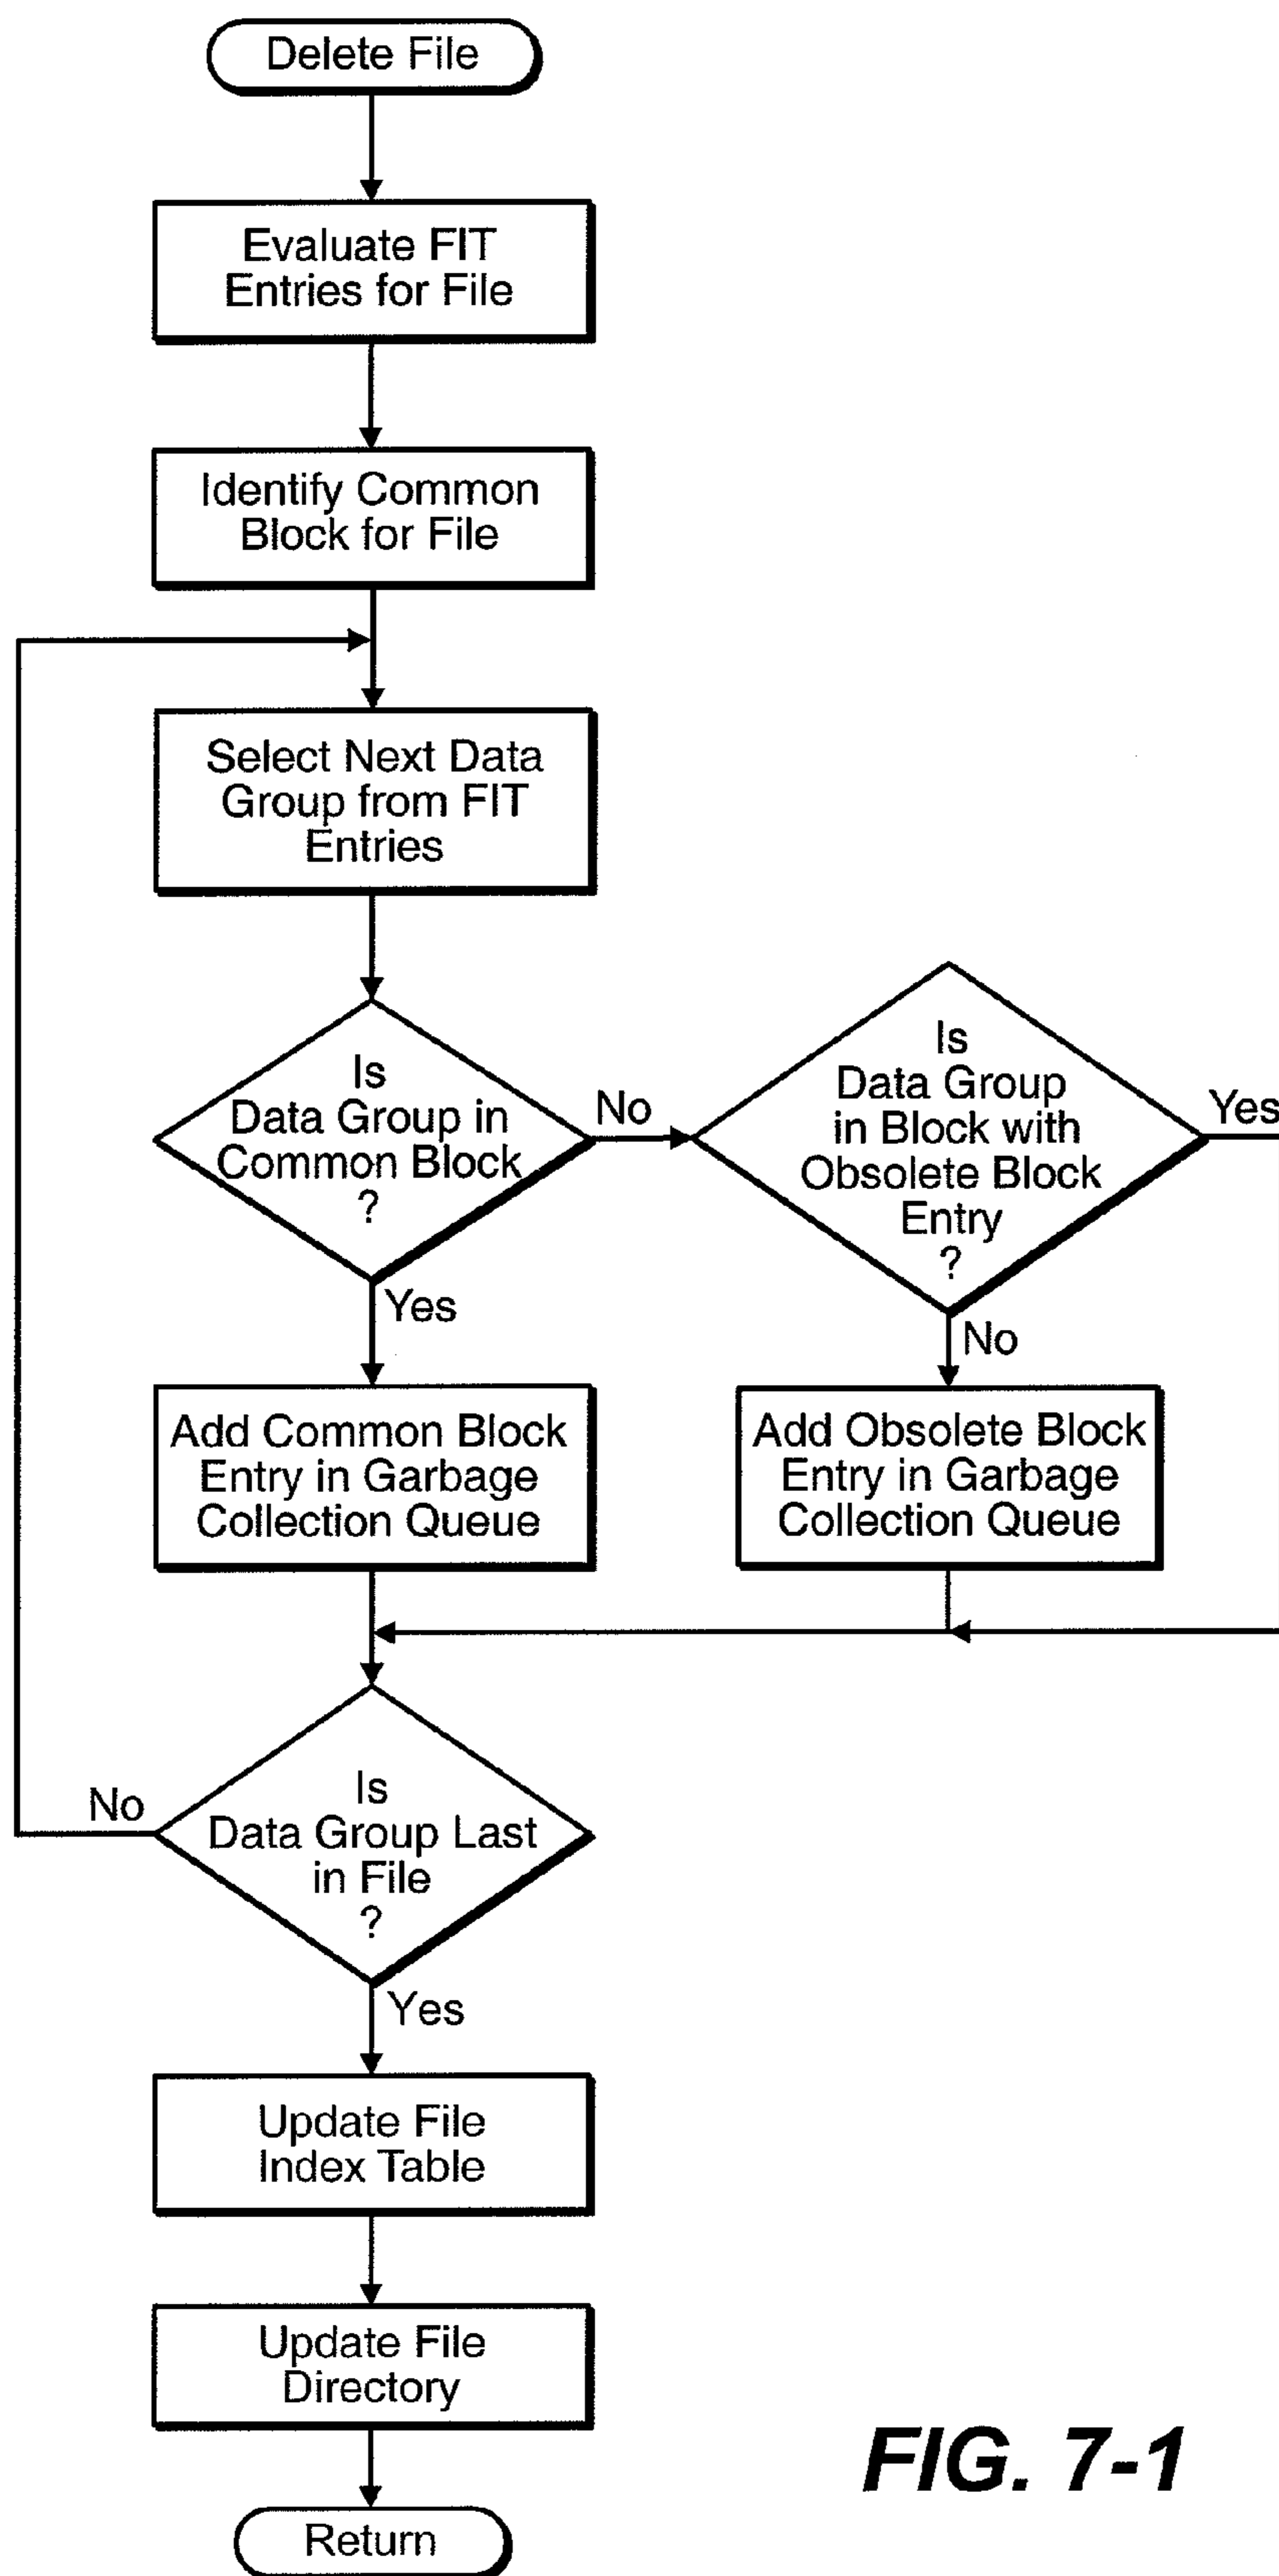 Delete File
Evaluate FIT
Entries for File
Identify Common
Block for File
Select Next Data
Group from FIT
Entries
Is
Data Group in
Common Block
?
No
Is
Data Group
in Block with
Obsolete Block
Entry
?
Yes
Yes
No
Add Common Block
Entry in Garbage
Collection Queue
Add Obsolete Block
Entry in Garbage
Collection Queue
Is
Data Group Last
in File
?
No
Yes
Update File
Index Table
Update File
Directory
Return
FIG. 7-1